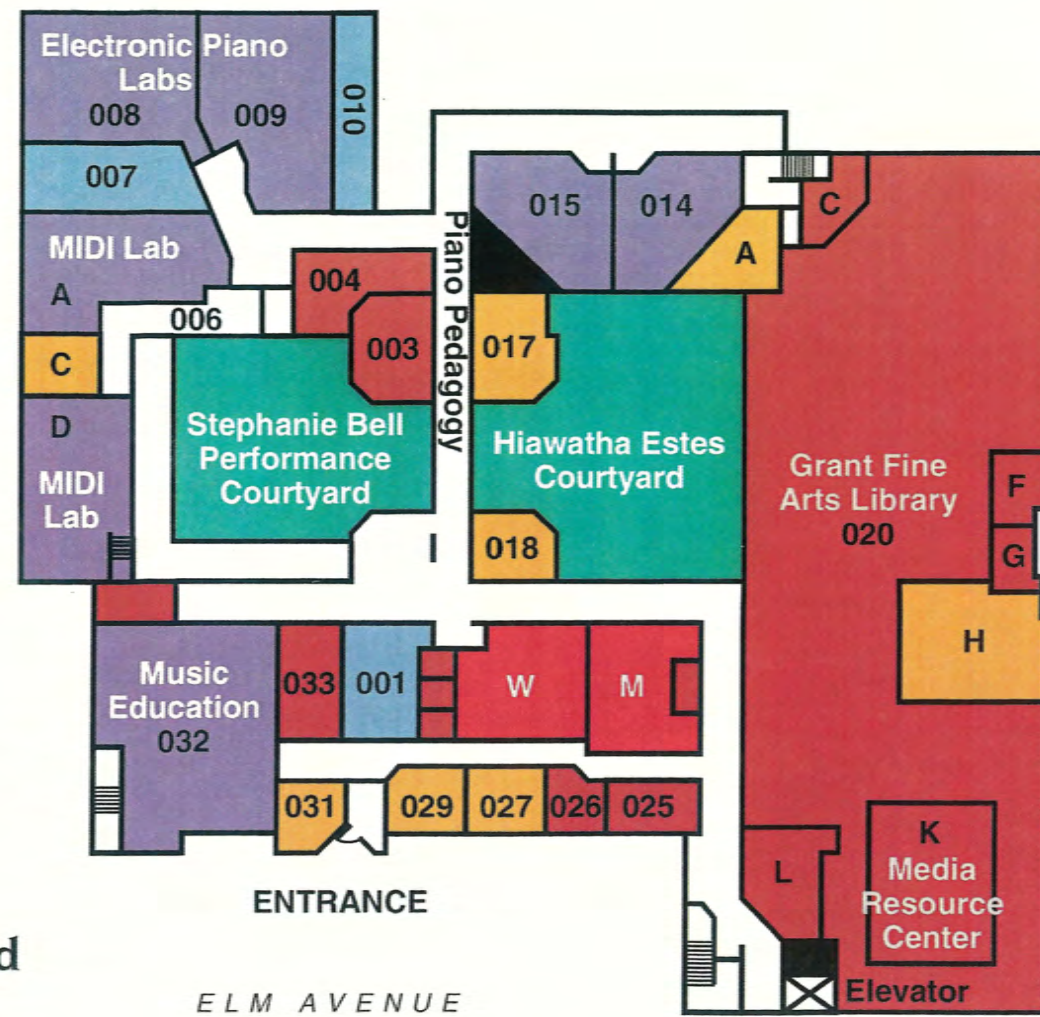 Electronic Piano
Labs
008
009
010
007
MIDI Lab
A
006
C
D
MIDI
Lab
004
003
Stephanie Bell
Performance
Courtyard
Piano Pedagogy
015
014
A
C
017
Hiawatha Estes
Courtyard
018
Grant Fine
Arts Library
020
F
G
H
Music
Education
032
033
001
W
M
031
029
027
026
025
L
K
Media
Resource
Center
ENTRANCE
Elevator
d
ELM AVENUE